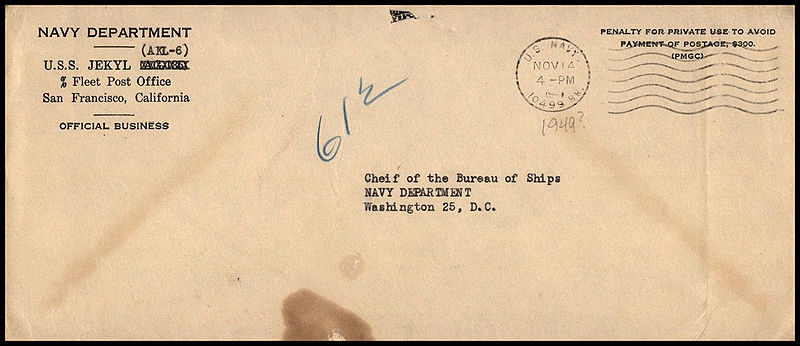 NAVY DEPARTMENT
(AKL-6)
U.S.S. JEKYL
% Fleet Post Office
San Francisco, California
OFFICIAL BUSINESS
612
U.S. NAVY
NOV 14
4 - PM
10499 BR.
1949?
PENALTY FOR PRIVATE USE TO AVOID
PAYMENT OF POSTAGE, $300.
(PMGC)
Cheif of the Bureau of Ships
NAVY DEPARTMENT
Washington 25, D.C.